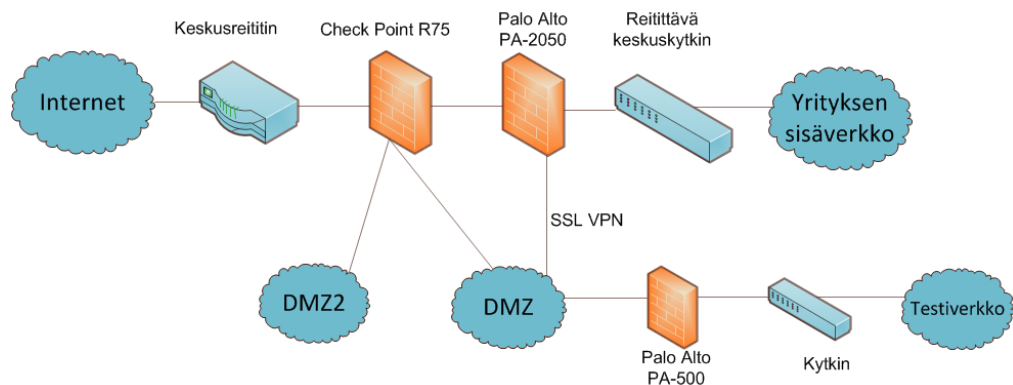 Keskusreititin
Check Point R75
Palo Alto
PA-2050
Reitittävä
keskuskytkin
Internet
Yrityksen
sisäverkko
SSL VPN
DMZ2
DMZ
Testiverkko
Palo Alto
PA-500
Kytkin